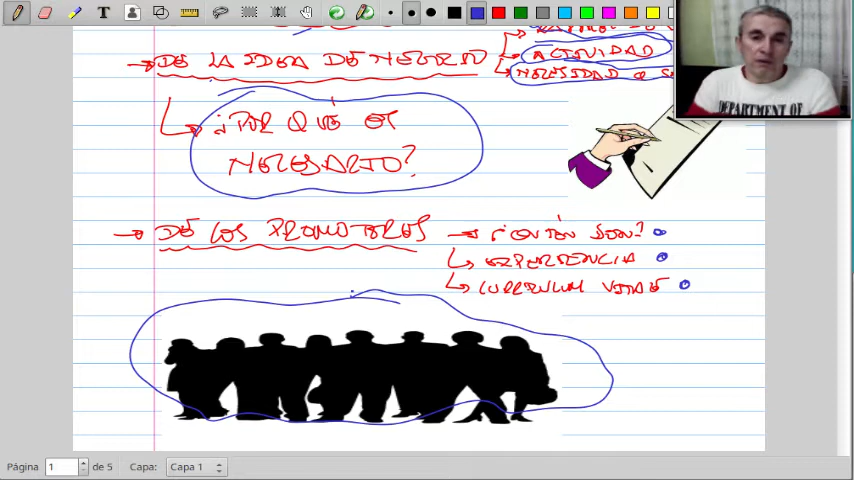 → DE LA IDEA DE NEGOCIO
ACTIVIDAD
NECESIDAD Q SE
¿POR QUÉ ES
NECESARIO?
→ DE LOS PROMOTORES → ¿QUIÉN SON?
EXPERIENCIA
CURRICULUM VITAE
DEPARTMENT OF
Página 1 de 5 Capa: Capa 1